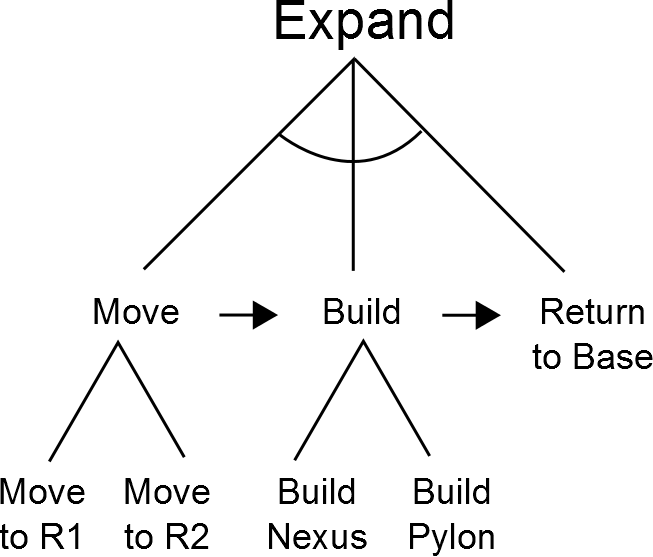 Expand
Move
Build
Return
to Base
Move
to R1
Move
to R2
Build
Nexus
Build
Pylon